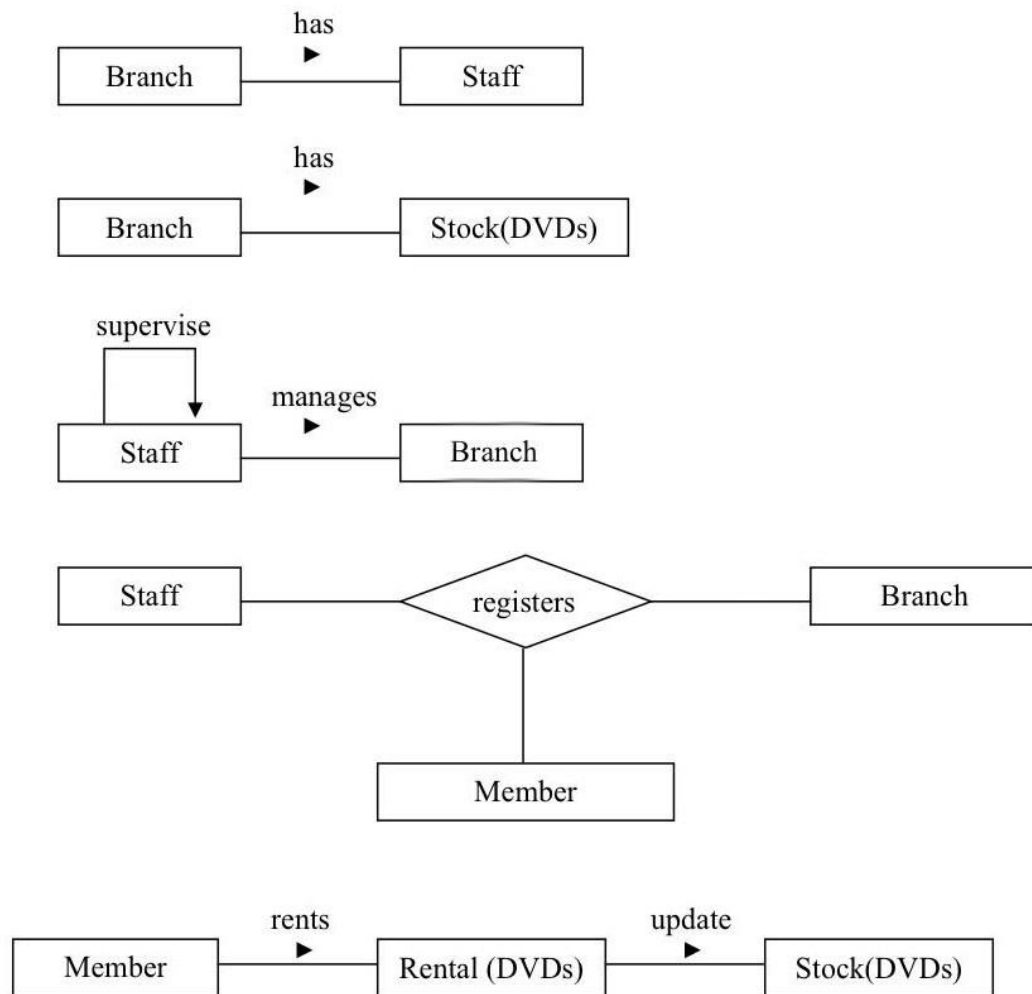 has
Branch
Staff
has
Branch
Stock(DVDs)
supervise
manages
Staff
Branch
Staff
registers
Branch
Member
rents
update
Member
Rental (DVDs)
Stock(DVDs)